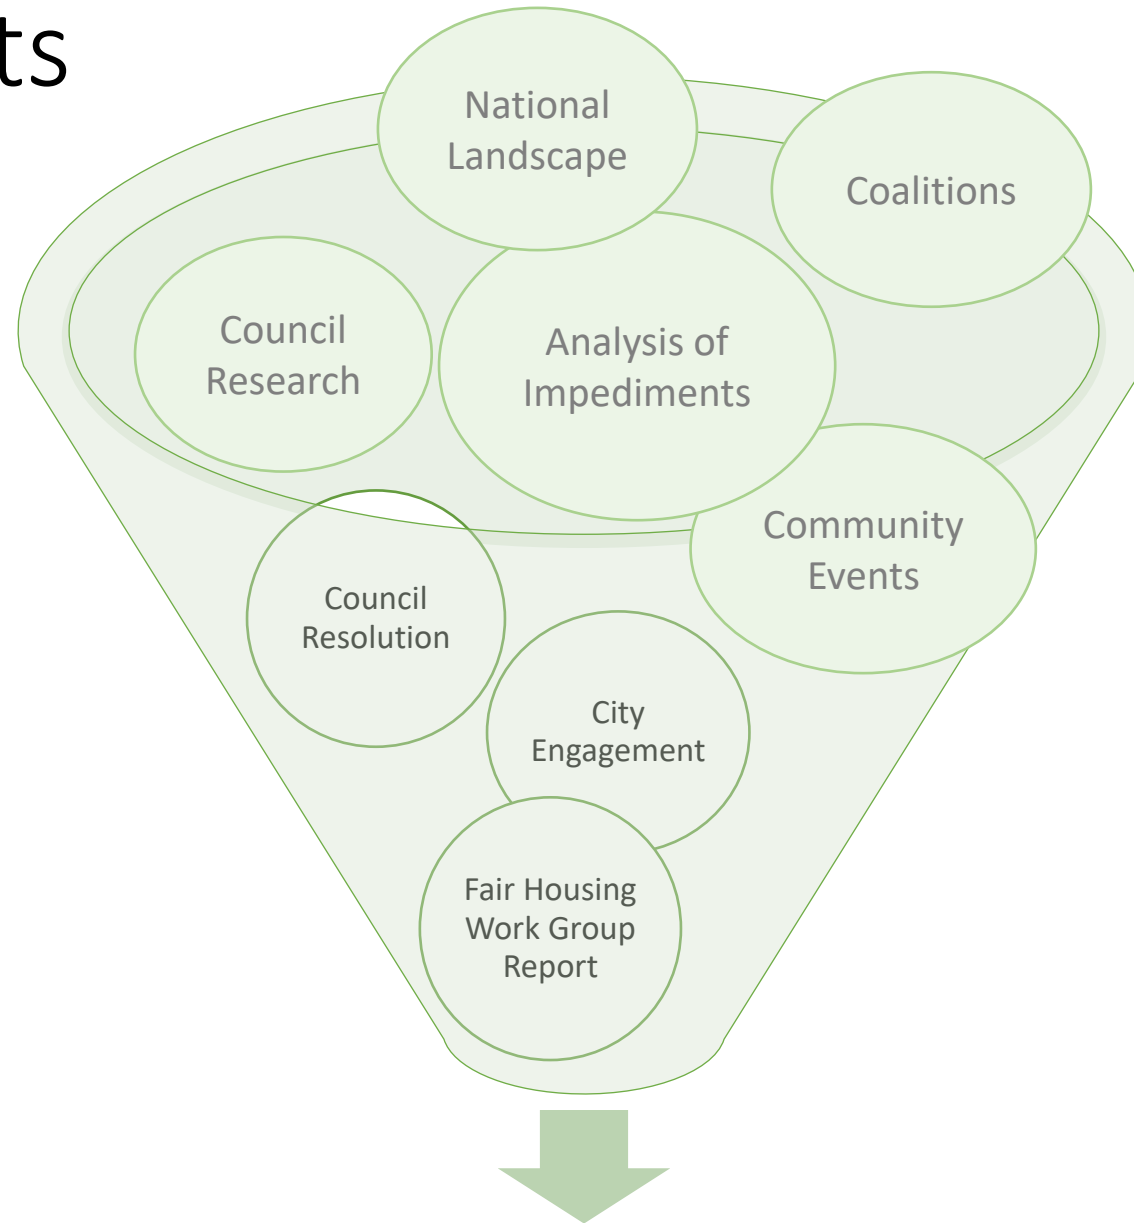 ts
National
Landscape
Coalitions
Council
Research
Analysis of
Impediments
Community
Events
Council
Resolution
City
Engagement
Fair Housing
Work Group
Report